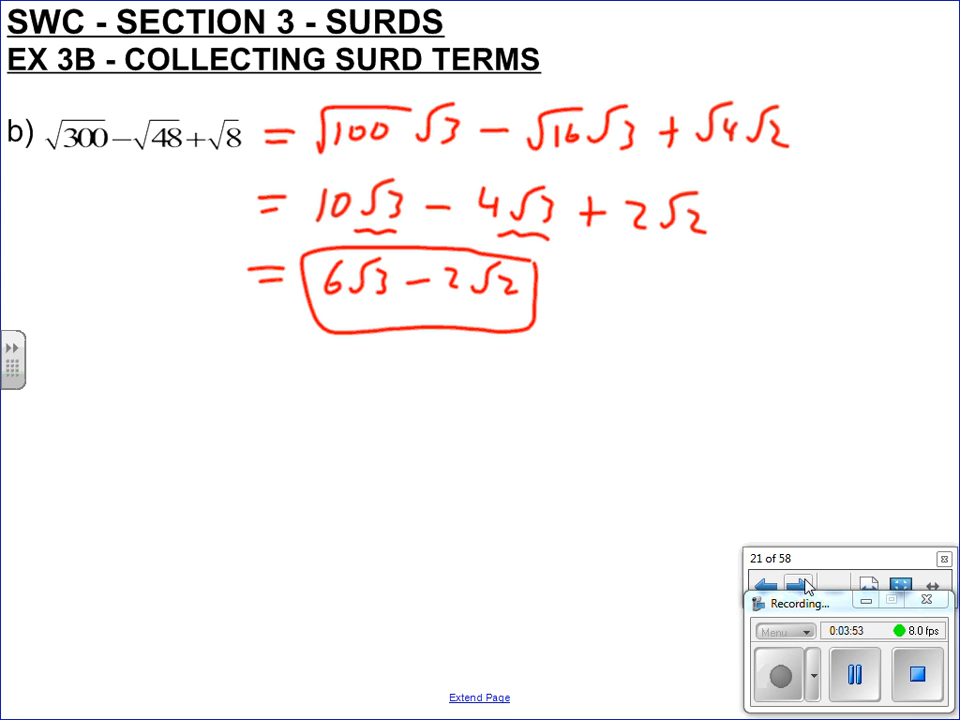 SWC - SECTION 3 - SURDS
EX 3B - COLLECTING SURD TERMS
b) √300 − √48 + √8 = √100 √3 − √16 √3 + √4 √2
= 10√3 − 4√3 + 2√2
= 6√3 − 2√2
21 of 58
Recording...
Menu 0:03:53 8.0 fps
Extend Page